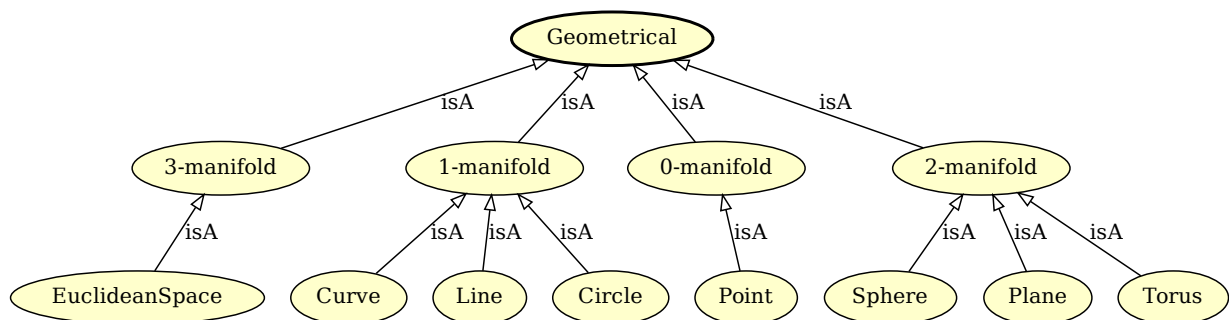 Geometrical
isA isA isA isA
3-manifold 1-manifold 0-manifold 2-manifold
isA isA isA isA isA isA isA isA
EuclideanSpace Curve Line Circle Point Sphere Plane Torus